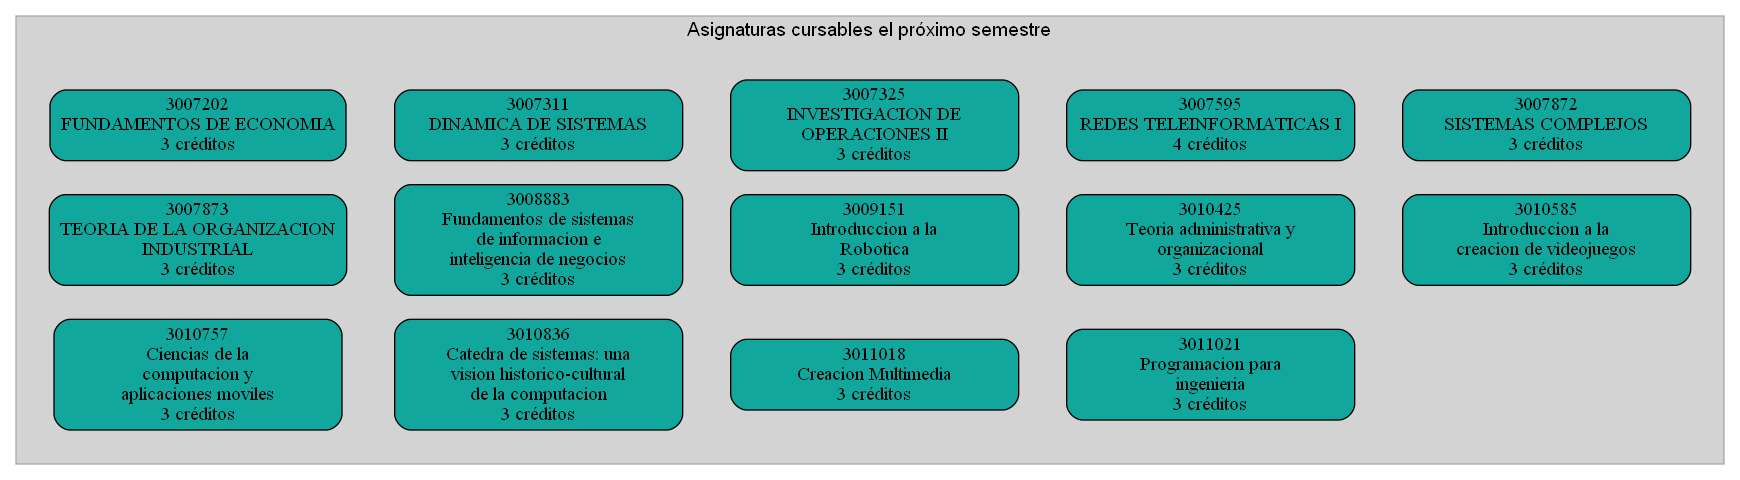 Asignaturas cursables el próximo semestre
3007202
FUNDAMENTOS DE ECONOMIA
3 créditos
3007311
DINAMICA DE SISTEMAS
3 créditos
3007325
INVESTIGACION DE
OPERACIONES II
3 créditos
3007595
REDES TELEINFORMATICAS I
4 créditos
3007872
SISTEMAS COMPLEJOS
3 créditos
3007873
TEORIA DE LA ORGANIZACION
INDUSTRIAL
3 créditos
3008883
Fundamentos de sistemas
de informacion e
inteligencia de negocios
3 créditos
3009151
Introduccion a la
Robotica
3 créditos
3010425
Teoria administrativa y
organizacional
3 créditos
3010585
Introduccion a la
creacion de videojuegos
3 créditos
3010757
Ciencias de la
computacion y
aplicaciones moviles
3 créditos
3010836
Catedra de sistemas: una
vision historico-cultural
de la computacion
3 créditos
3011018
Creacion Multimedia
3 créditos
3011021
Programacion para
ingenieria
3 créditos